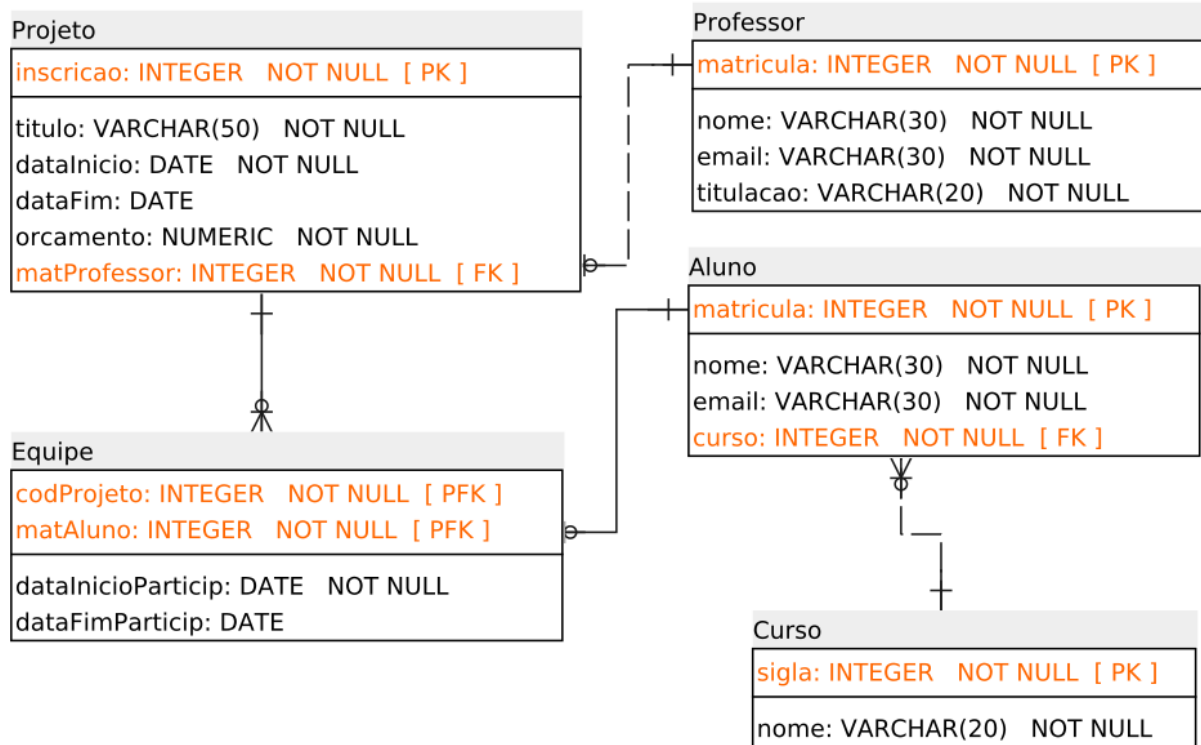 Projeto
inscricao: INTEGER NOT NULL [ PK ]
titulo: VARCHAR(50) NOT NULL
dataInicio: DATE NOT NULL
dataFim: DATE
orcamento: NUMERIC NOT NULL
matProfessor: INTEGER NOT NULL [ FK ]
Professor
matricula: INTEGER NOT NULL [ PK ]
nome: VARCHAR(30) NOT NULL
email: VARCHAR(30) NOT NULL
titulacao: VARCHAR(20) NOT NULL
Aluno
matricula: INTEGER NOT NULL [ PK ]
nome: VARCHAR(30) NOT NULL
email: VARCHAR(30) NOT NULL
curso: INTEGER NOT NULL [ FK ]
Equipe
codProjeto: INTEGER NOT NULL [ PFK ]
matAluno: INTEGER NOT NULL [ PFK ]
dataInicioParticip: DATE NOT NULL
dataFimParticip: DATE
Curso
sigla: INTEGER NOT NULL [ PK ]
nome: VARCHAR(20) NOT NULL